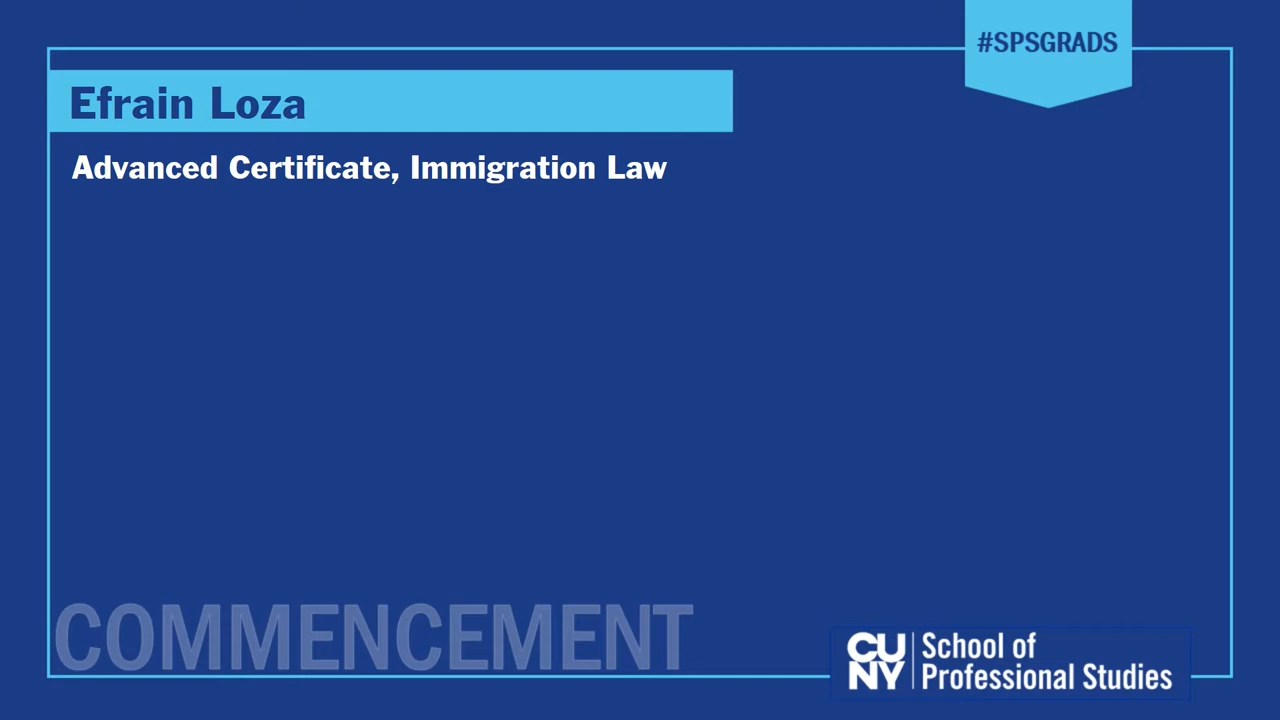 #SPSGRADS
Efrain Loza
Advanced Certificate, Immigration Law
COMMENCEMENT
CUNY
School of
Professional Studies